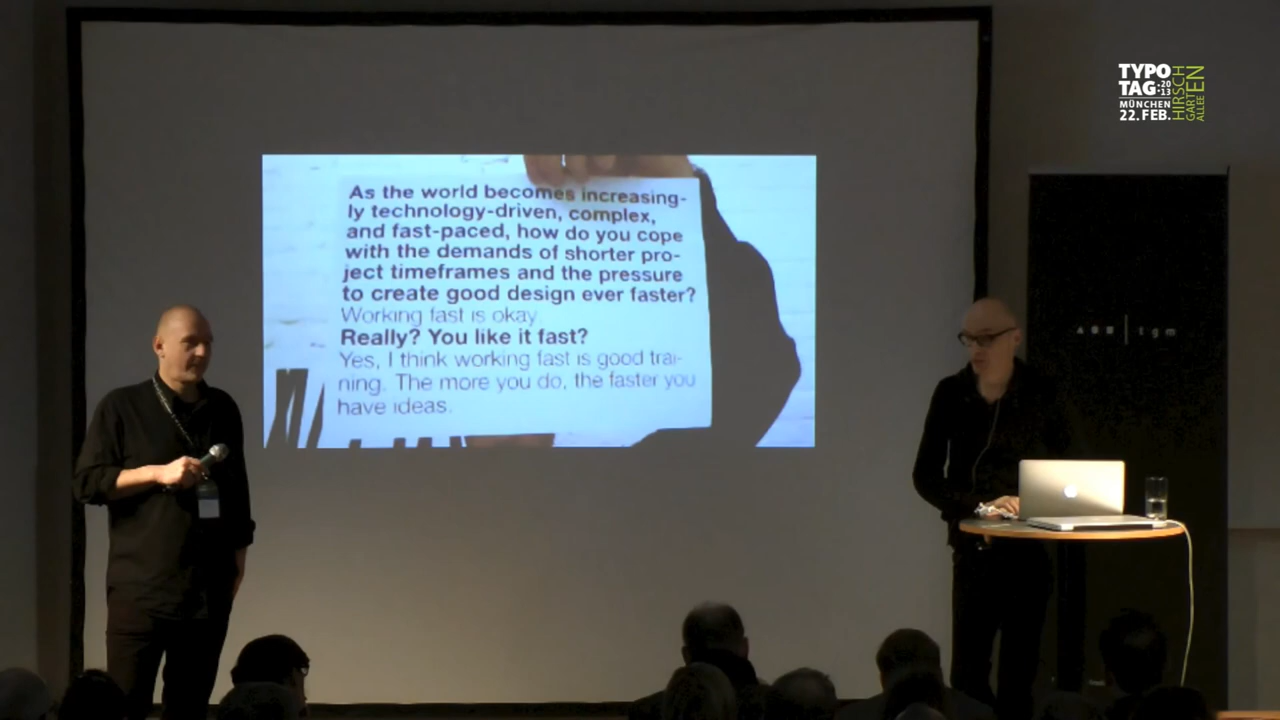 As the world becomes increasing-
ly technology-driven, complex,
and fast-paced, how do you cope
with the demands of shorter pro-
ject timeframes and the pressure
to create good design ever faster?
Working fast is okay.
Really? You like it fast?
Yes, I think working fast is good trai-
ning. The more you do, the faster you
have ideas.
TYPO
TAG 20
13
MÜNCHEN
22. FEB.
HIRSCH
GARTEN
ALLEE
tgm